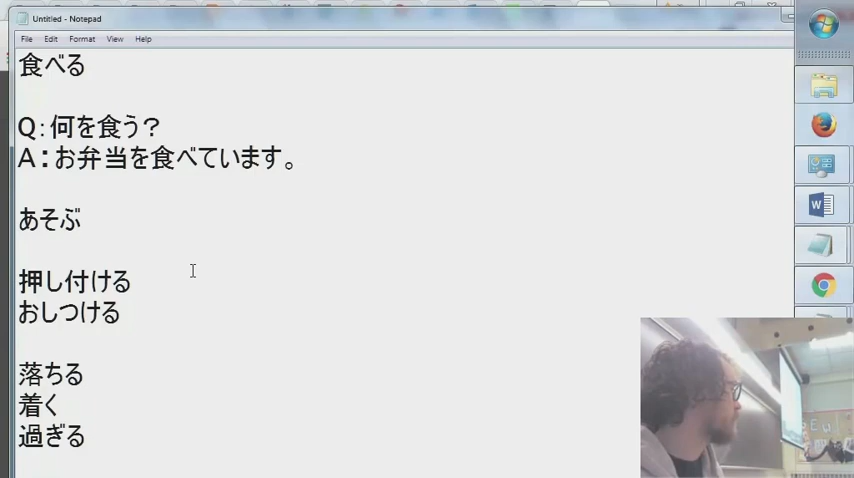 Untitled - Notepad
File Edit Format View Help
食べる
Q:何を食う？
A：お弁当を食べています。
あそぶ
押し付ける
おしつける
落ちる
着く
過ぎる